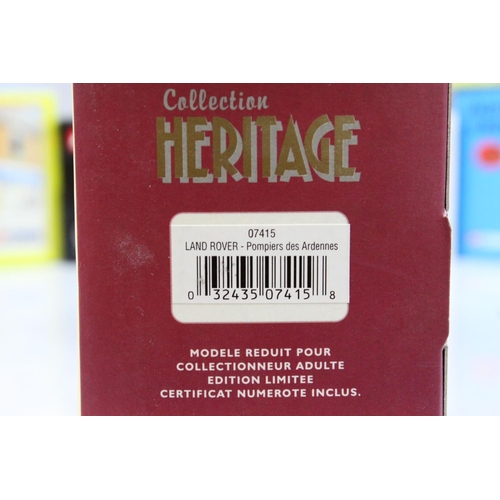 Collection
HERITAGE
07415
LAND ROVER - Pompiers des Ardennes
0 32435 07415 8
MODELE REDUIT POUR
COLLECTIONNEUR ADULTE
EDITION LIMITEE
CERTIFICAT NUMEROTE INCLUS.